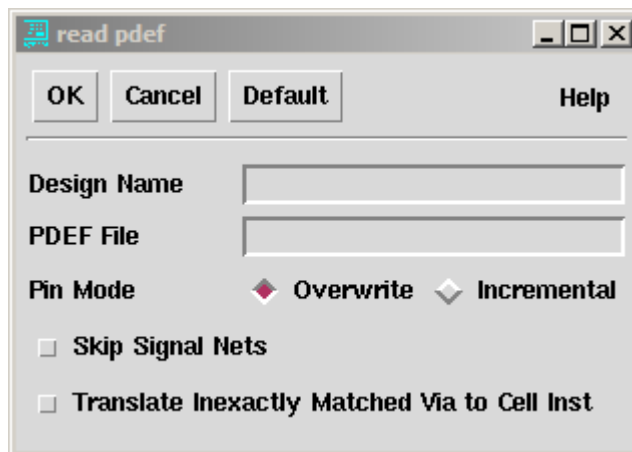 read pdef
OK Cancel Default Help
Design Name
PDEF File
Pin Mode Overwrite Incremental
Skip Signal Nets
Translate Inexactly Matched Via to Cell Inst